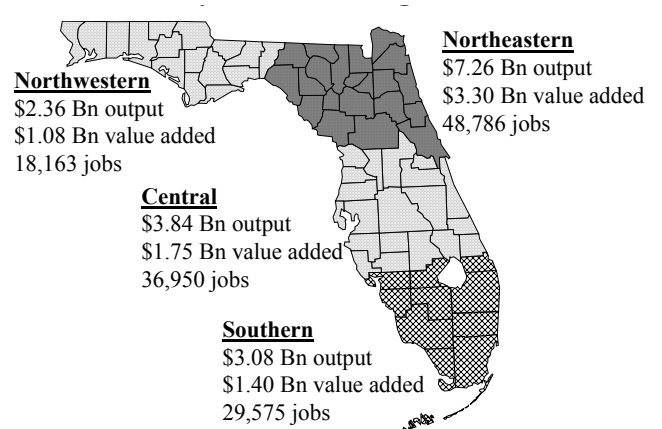 Northeastern
$7.26 Bn output
$3.30 Bn value added
48,786 jobs
Northwestern
$2.36 Bn output
$1.08 Bn value added
18,163 jobs
Central
$3.84 Bn output
$1.75 Bn value added
36,950 jobs
Southern
$3.08 Bn output
$1.40 Bn value added
29,575 jobs